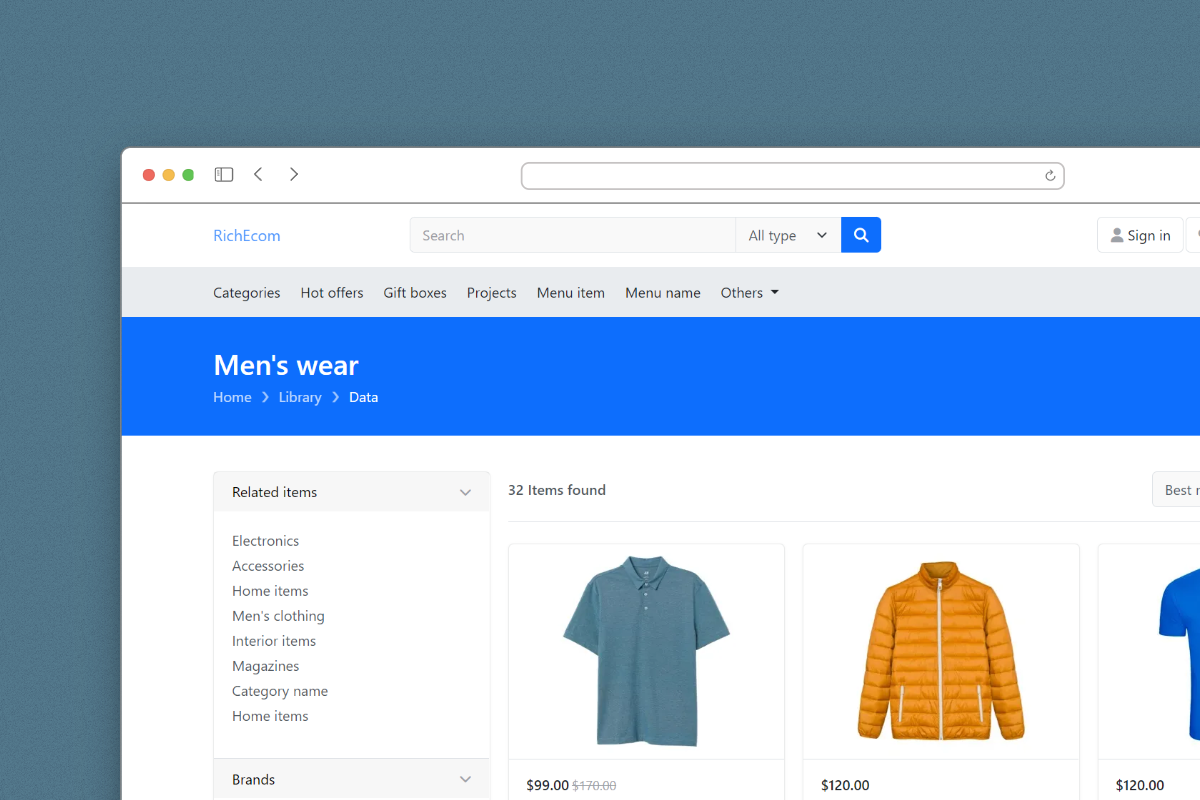 RichEcom
Search
All type
Sign in
Categories Hot offers Gift boxes Projects Menu item Menu name Others
Men's wear
Home Library Data
Related items
32 Items found
Best
Electronics
Accessories
Home items
Men's clothing
Interior items
Magazines
Category name
Home items
Brands
$99.00 $170.00
$120.00
$120.00